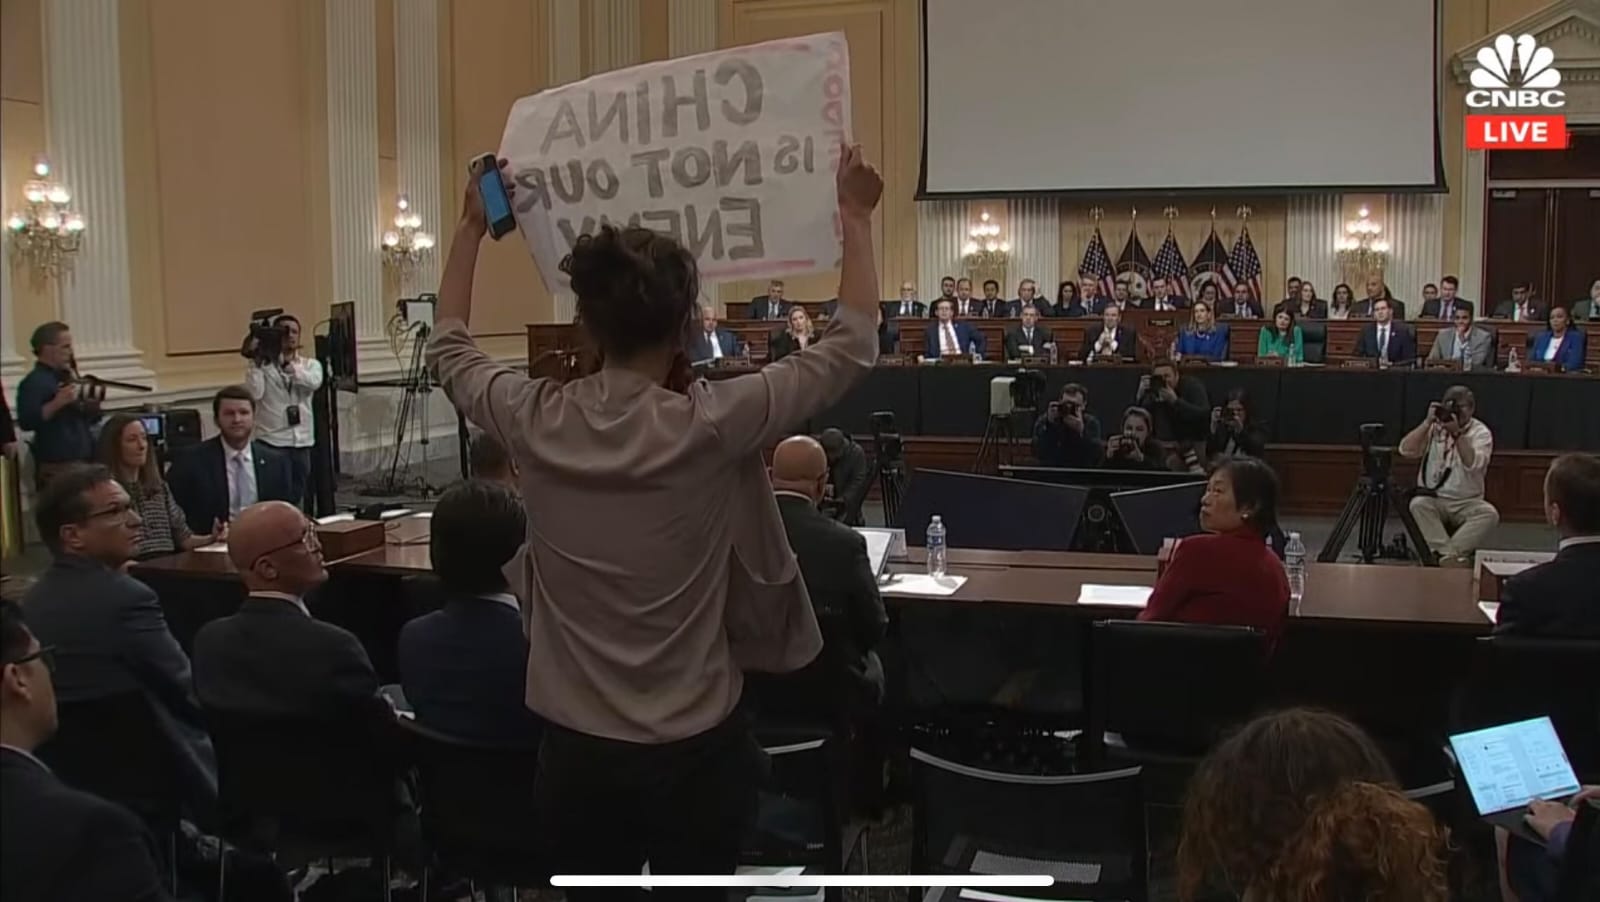 CHINA
IS NOT OUR
ENEMY
CNBC
LIVE